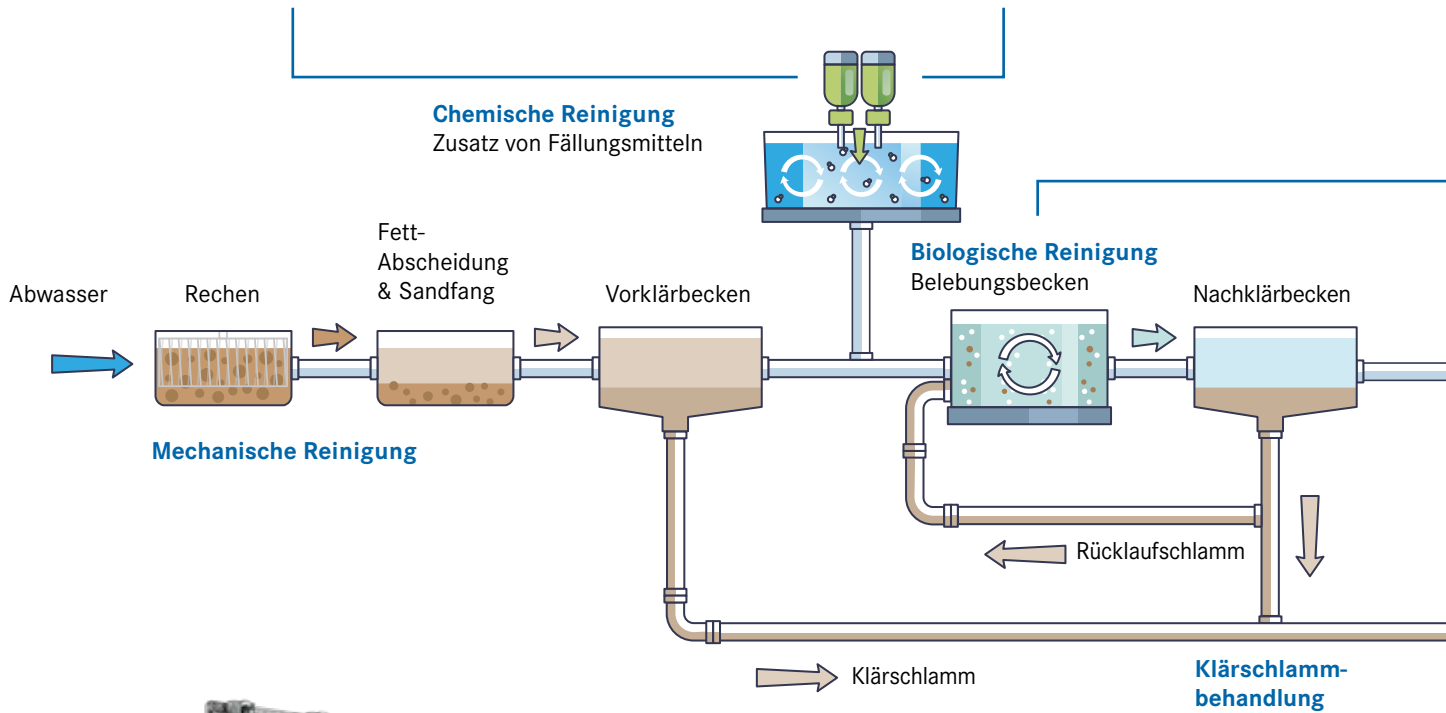 Chemische Reinigung
Zusatz von Fällungsmitteln
Fett-
Abscheidung
& Sandfang
Biologische Reinigung
Belebungsbecken
Abwasser
Rechen
Vorklärbecken
Nachklärbecken
Mechanische Reinigung
Rücklaufschlamm
Klärschlamm
Klärschlamm-
behandlung